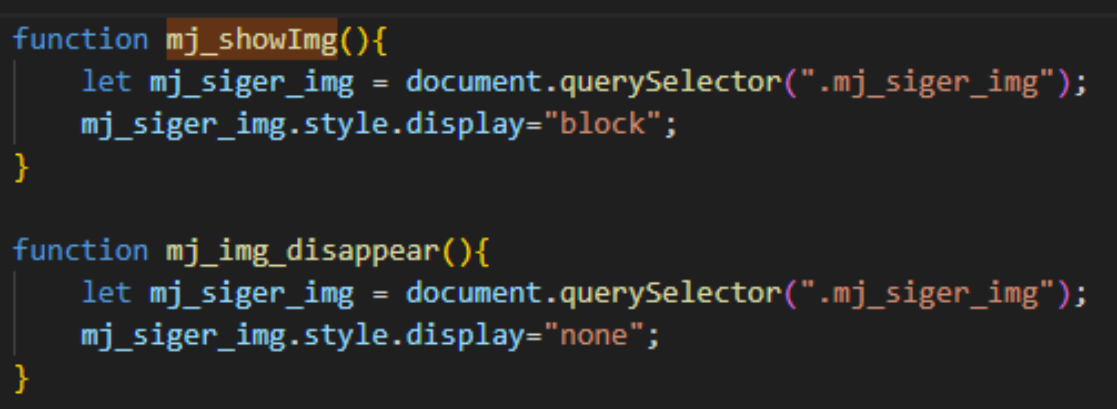 function mj_showImg(){
    let mj_siger_img = document.querySelector(".mj_siger_img");
    mj_siger_img.style.display="block";
}
function mj_img_disappear(){
    let mj_siger_img = document.querySelector(".mj_siger_img");
    mj_siger_img.style.display="none";
}